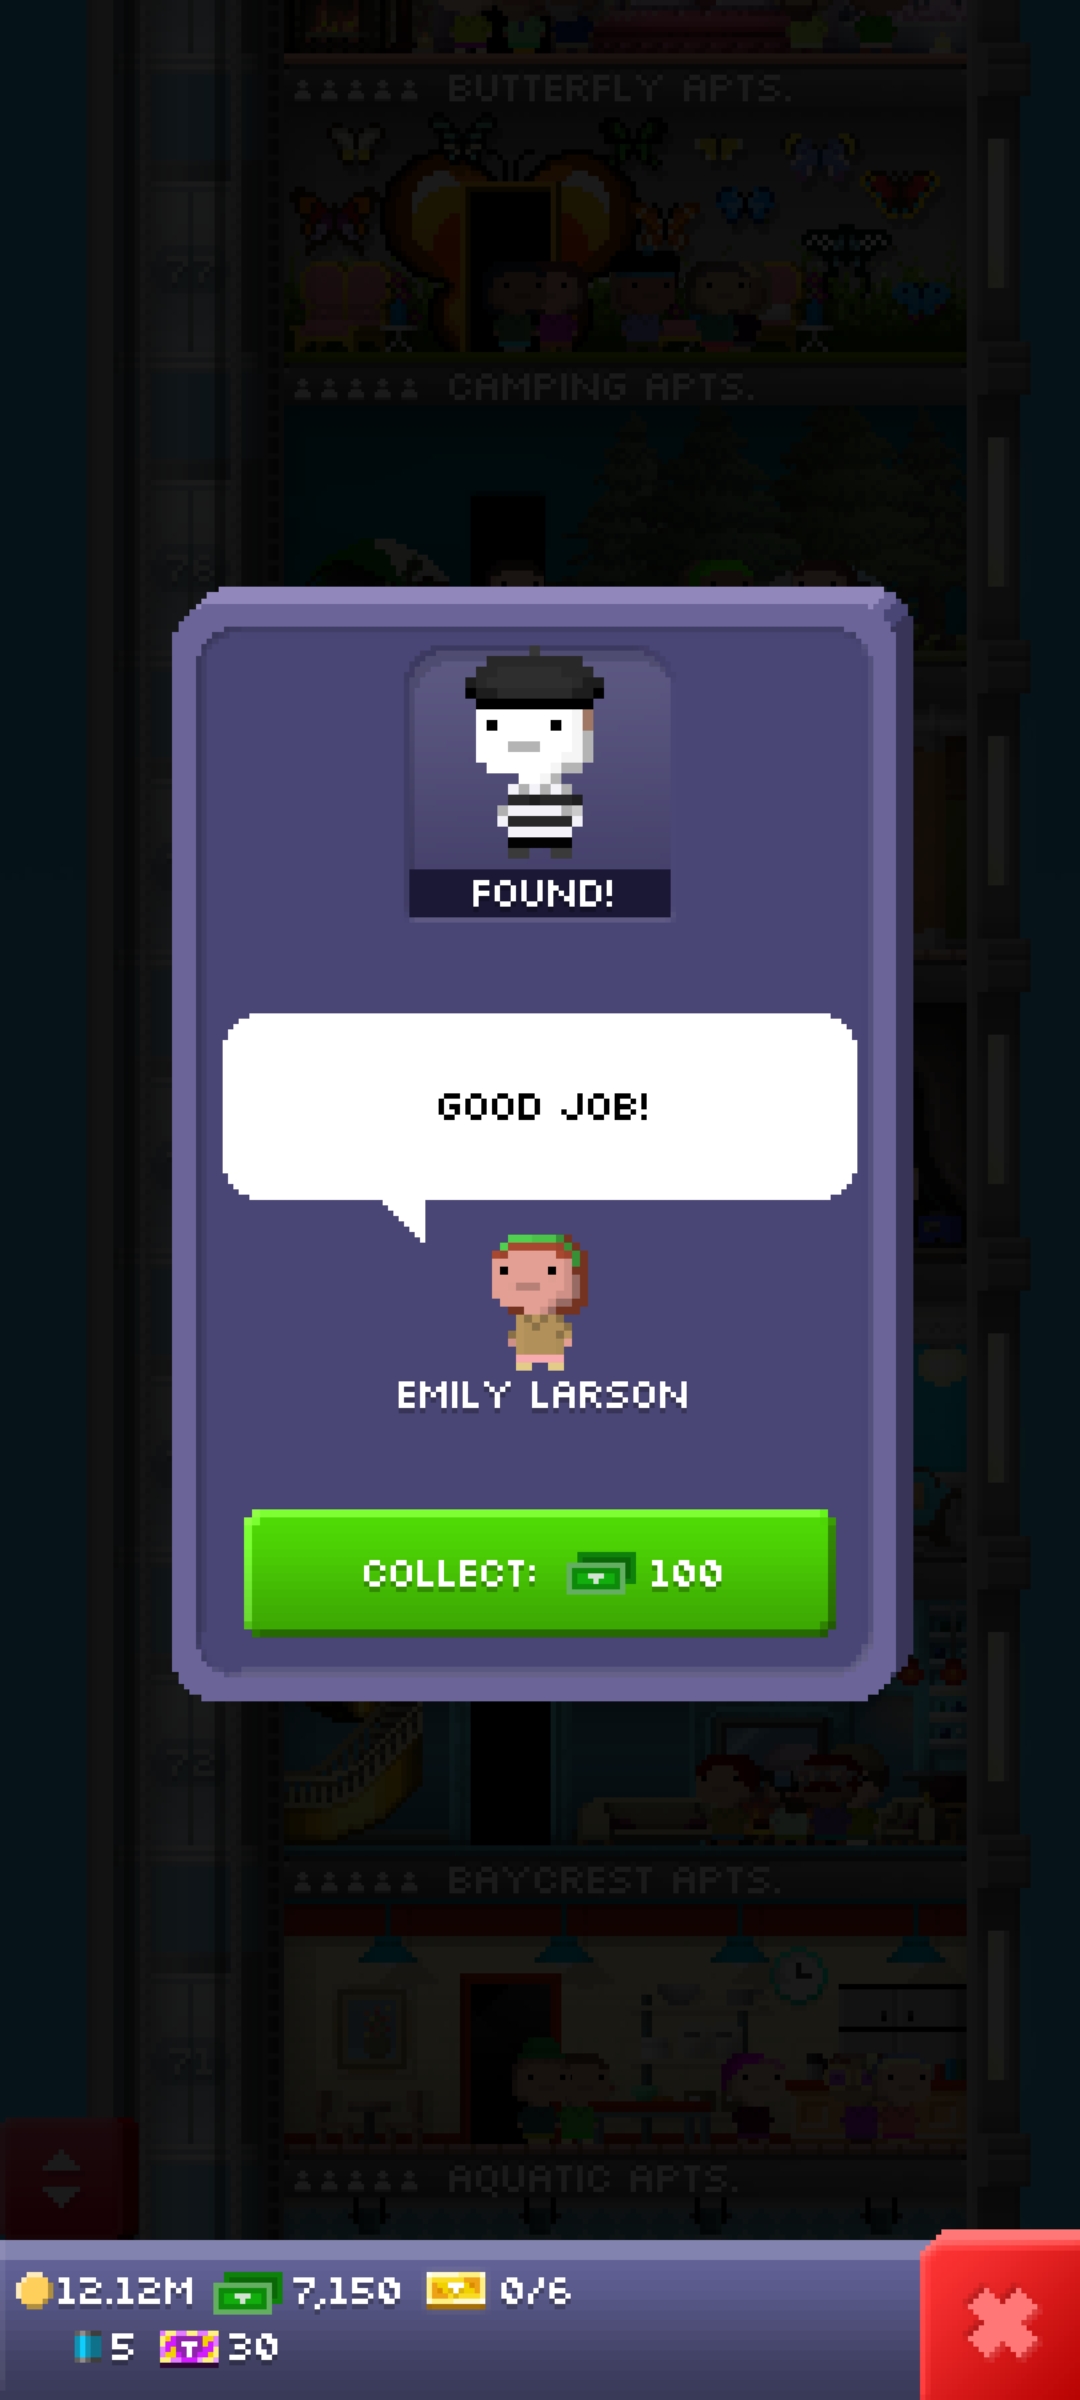 BUTTERFLY APTS.
77
CAMPING APTS.
76
FOUND!
GOOD JOB!
EMILY LARSON
COLLECT: 100
72
BAYCREST APTS.
71
AQUATIC APTS.
12.12M 7,150 0/6
5 T 30